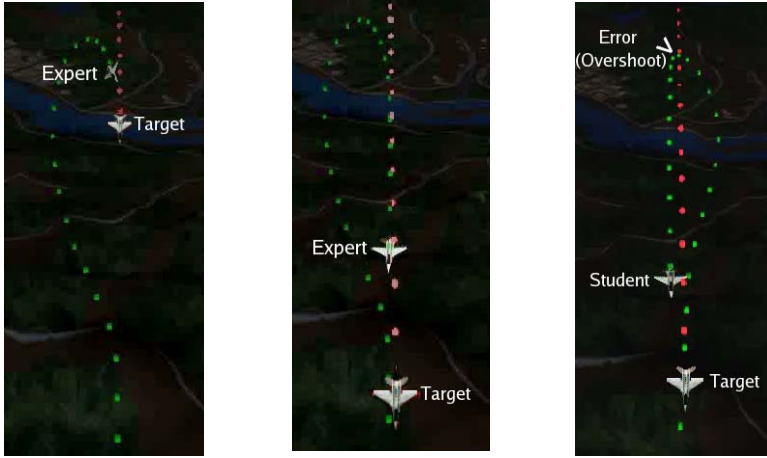 Expert
Target
Expert
Target
Error
(Overshoot)
Student
Target